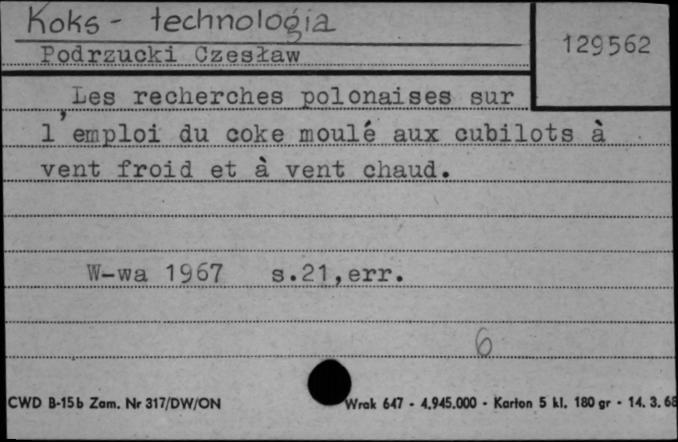 Koks - technologia
129562
Podrzucki Czesław
Les recherches polonaises sur
l'emploi du coke moulé aux cubilots à
vent froid et à vent chaud.
W-wa 1967 s.21,err.
6
CWD B-15b Zam. Nr 317/DW/ON Wrak 647 - 4.945.000 - Karton 5 kl. 180 gr - 14. 3. 68